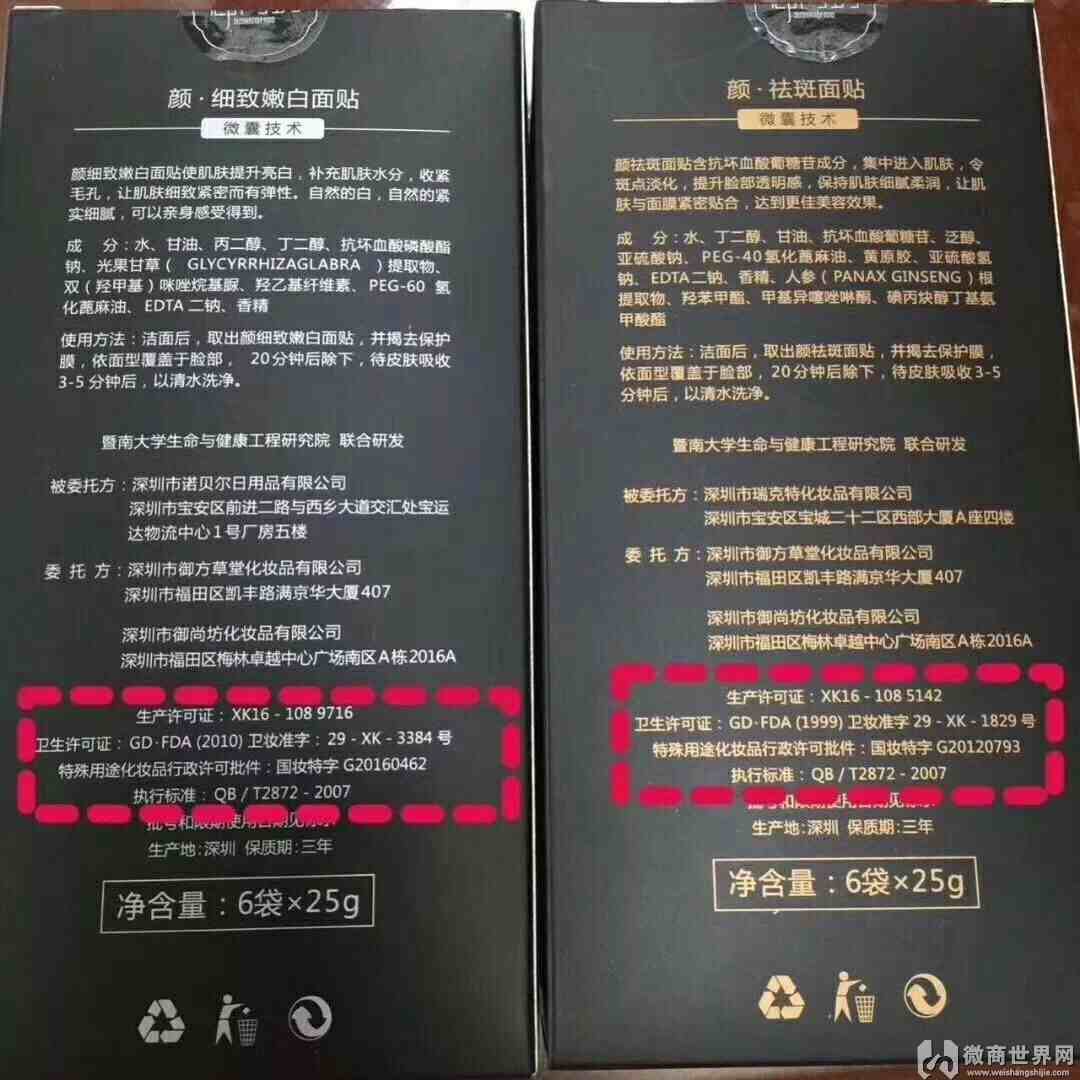 颜·细致嫩白面贴
微囊技术
颜细致嫩白面贴使肌肤提升亮白，补充肌肤水分，收紧
毛孔，让肌肤细致紧密而有弹性。自然的白，自然的紧
实细腻，可以亲身感受得到。
成 分：水、甘油、丙二醇、丁二醇、抗坏血酸磷酸酯
钠、光果甘草（ GLYCYRRHIZAGLABRA ）提取物、
双（羟甲基）咪唑烷基脲、羟乙基纤维素、PEG-60 氢
化蓖麻油、EDTA 二钠、香精
使用方法：洁面后，取出颜细致嫩白面贴，并揭去保护
膜，依面型覆盖于脸部， 20分钟后除下，待皮肤吸收
3-5 分钟后，以清水洗净。
暨南大学生命与健康工程研究院 联合研发
被委托方：深圳市诺贝尔日用品有限公司
深圳市宝安区前进二路与西乡大道交汇处宝运
达物流中心1号厂房五楼
委 托 方：深圳市御方草堂化妆品有限公司
深圳市福田区凯丰路满京华大厦407
深圳市御尚坊化妆品有限公司
深圳市福田区梅林卓越中心广场南区A栋2016A
生产许可证： XK16 - 108 9716
卫生许可证： GD·FDA (2010) 卫妆准字：29 - XK - 3384 号
特殊用途化妆品行政许可批件：国妆特字 G20160462
执行标准： QB / T2872 - 2007
批号和限期使用日期见
生产地:深圳 保质期:三年
净含量：6袋×25g
颜·祛斑面贴
微囊技术
颜祛斑面贴含抗坏血酸葡糖苷成分，集中进入肌肤，令
斑点淡化，提升脸部透明感，保持肌肤细腻柔润，让肌
肤与面膜紧密贴合，达到更佳美容效果。
成 分：水、丁二醇、甘油、抗坏血酸葡糖苷、泛醇、
亚硫酸钠、PEG-40氢化蓖麻油、黄原胶、亚硫酸氢
钠、EDTA 二钠、香精、人参（PANAX GINSENG）根
提取物、羟苯甲酯、甲基异噻唑啉酮、碘丙炔醇丁基氨
甲酸酯
使用方法：洁面后，取出颜祛斑面贴，并揭去保护膜，
依面型覆盖于脸部，20分钟后除下，待皮肤吸收3-5
分钟后，以清水洗净。
暨南大学生命与健康工程研究院 联合研发
被委托方：深圳市瑞克特化妆品有限公司
深圳市宝安区宝城二十二区西部大厦A座四楼
委 托 方：深圳市御方草堂化妆品有限公司
深圳市福田区凯丰路满京华大厦407
深圳市御尚坊化妆品有限公司
深圳市福田区梅林卓越中心广场南区A栋2016A
生产许可证： XK16 - 108 5142
卫生许可证：GD·FDA (1999) 卫妆准字 29 - XK - 1829 号
特殊用途化妆品行政许可批件：国妆特字 G20120793
执行标准： QB / T2872 - 2007
批号和限期使用日期见
生产地:深圳 保质期:三年
净含量：6袋×25g
微商世界网
www.weishangshijie.com